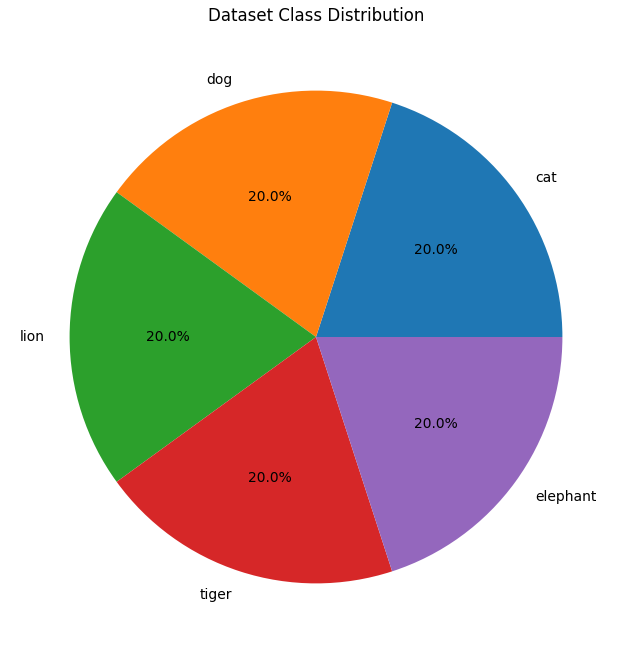 Dataset Class Distribution
dog
cat
20.0%
20.0%
lion
20.0%
20.0%
20.0%
elephant
tiger